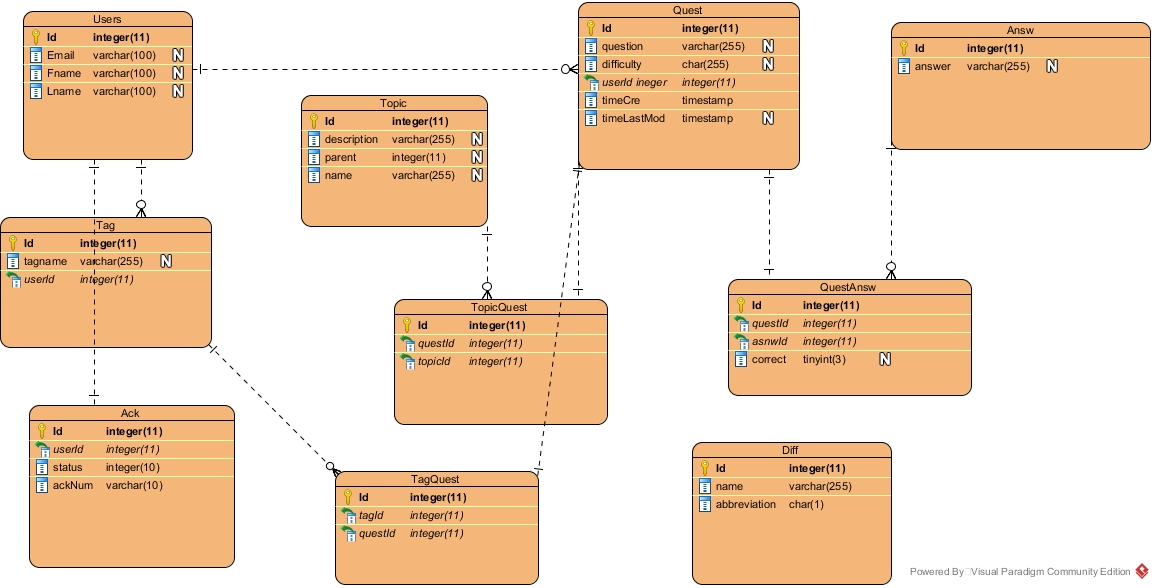 Users
Id integer(11)
Email varchar(100) N
Fname varchar(100) N
Lname varchar(100) N
Quest
Id integer(11)
question varchar(255) N
difficulty char(255) N
userId ineger integer(11)
timeCre timestamp
timeLastMod timestamp N
Answ
Id integer(11)
answer varchar(255) N
Topic
Id integer(11)
description varchar(255) N
parent integer(11) N
name varchar(255) N
Tag
Id integer(11)
tagname varchar(255) N
userId integer(11)
TopicQuest
Id integer(11)
questId integer(11)
topicId integer(11)
QuestAnsw
Id integer(11)
questId integer(11)
asnwId integer(11)
correct tinyint(3) N
Ack
Id integer(11)
userId integer(11)
status integer(10)
ackNum varchar(10)
TagQuest
Id integer(11)
tagId integer(11)
questId integer(11)
Diff
Id integer(11)
name varchar(255)
abbreviation char(1)
Powered By Visual Paradigm Community Edition